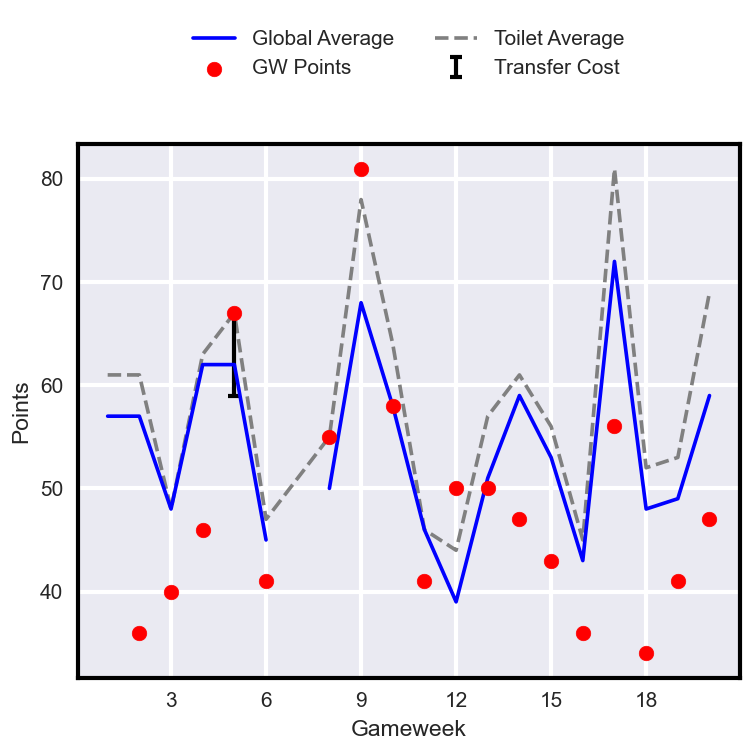 Global Average
Toilet Average
GW Points
Transfer Cost
80
70
60
50
40
Points
3 6 9 12 15 18
Gameweek